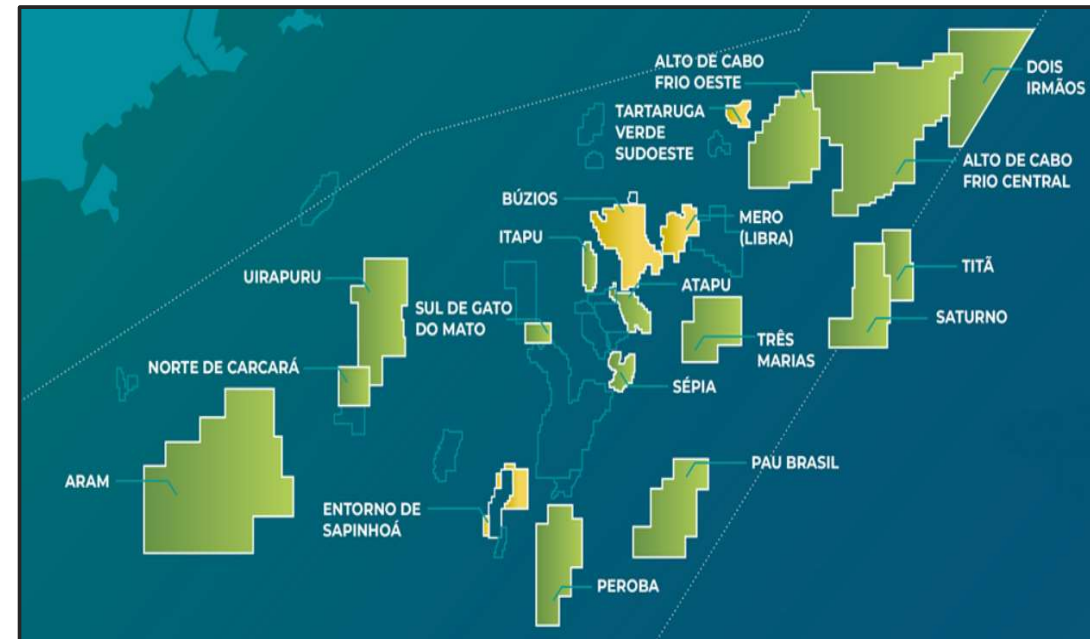 ALTO DE CABO
FRIO OESTE
DOIS
IRMÃOS
TARTARUGA
VERDE
SUDOESTE
ALTO DE CABO
FRIO CENTRAL
BÚZIOS
MERO
(LIBRA)
ITAPU
UIRAPURU
ATAPU
TITÃ
SUL DE GATO
DO MATO
SATURNO
TRÊS
MARIAS
NORTE DE CARCARÁ
SÉPIA
PAU BRASIL
ARAM
ENTORNO DE
SAPINHOÁ
PEROBA